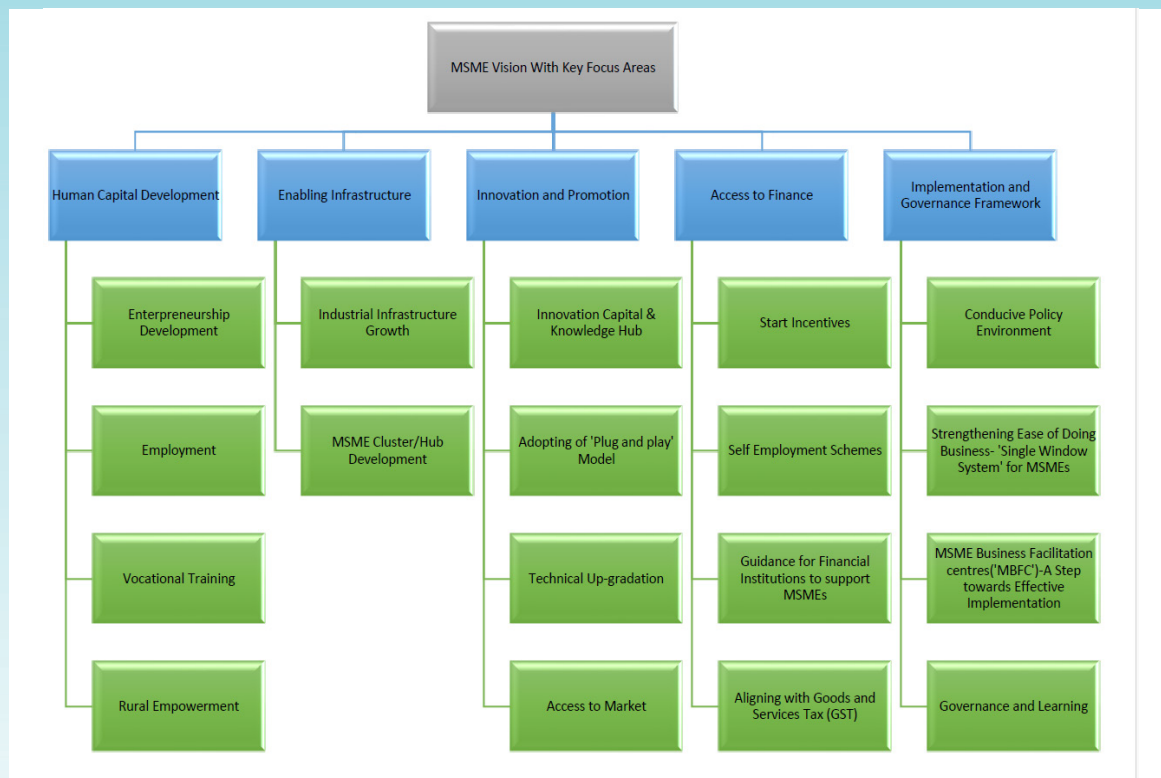 MSME Vision With Key Focus Areas
Human Capital Development
Enterpreneurship
Development
Employment
Vocational Training
Rural Empowerment
Enabling Infrastructure
Industrial Infrastructure
Growth
MSME Cluster/Hub
Development
Innovation and Promotion
Innovation Capital &
Knowledge Hub
Adopting of 'Plug and play'
Model
Technical Up-gradation
Access to Market
Access to Finance
Start Incentives
Self Employment Schemes
Guidance for Financial
Institutions to support
MSMEs
Aligning with Goods and
Services Tax (GST)
Implementation and
Governance Framework
Conducive Policy
Environment
Strengthening Ease of Doing
Business- 'Single Window
System' for MSMEs
MSME Business Facilitation
centres('MBFC')-A Step
towards Effective
Implementation
Governance and Learning